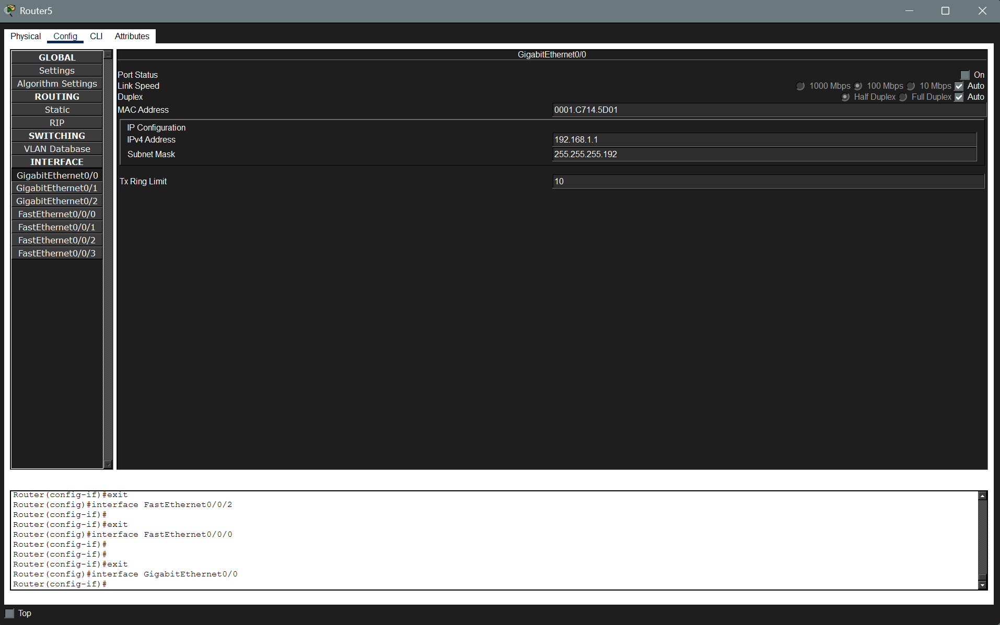 Router5
Physical Config CLI Attributes
GLOBAL
Settings
Algorithm Settings
ROUTING
Static
RIP
SWITCHING
VLAN Database
INTERFACE
GigabitEthernet0/0
GigabitEthernet0/1
GigabitEthernet0/2
FastEthernet0/0/0
FastEthernet0/0/1
FastEthernet0/0/2
FastEthernet0/0/3
GigabitEthernet0/0
Port Status On
Link Speed 1000 Mbps 100 Mbps 10 Mbps Auto
Duplex Half Duplex Full Duplex Auto
MAC Address 0001.C714.5D01
IP Configuration
IPv4 Address 192.168.1.1
Subnet Mask 255.255.255.192
Tx Ring Limit 10
Router(config-if)#exit
Router(config)#interface FastEthernet0/0/2
Router(config-if)#
Router(config-if)#exit
Router(config)#interface FastEthernet0/0/0
Router(config-if)#
Router(config-if)#
Router(config-if)#exit
Router(config)#interface GigabitEthernet0/0
Router(config-if)#
Top